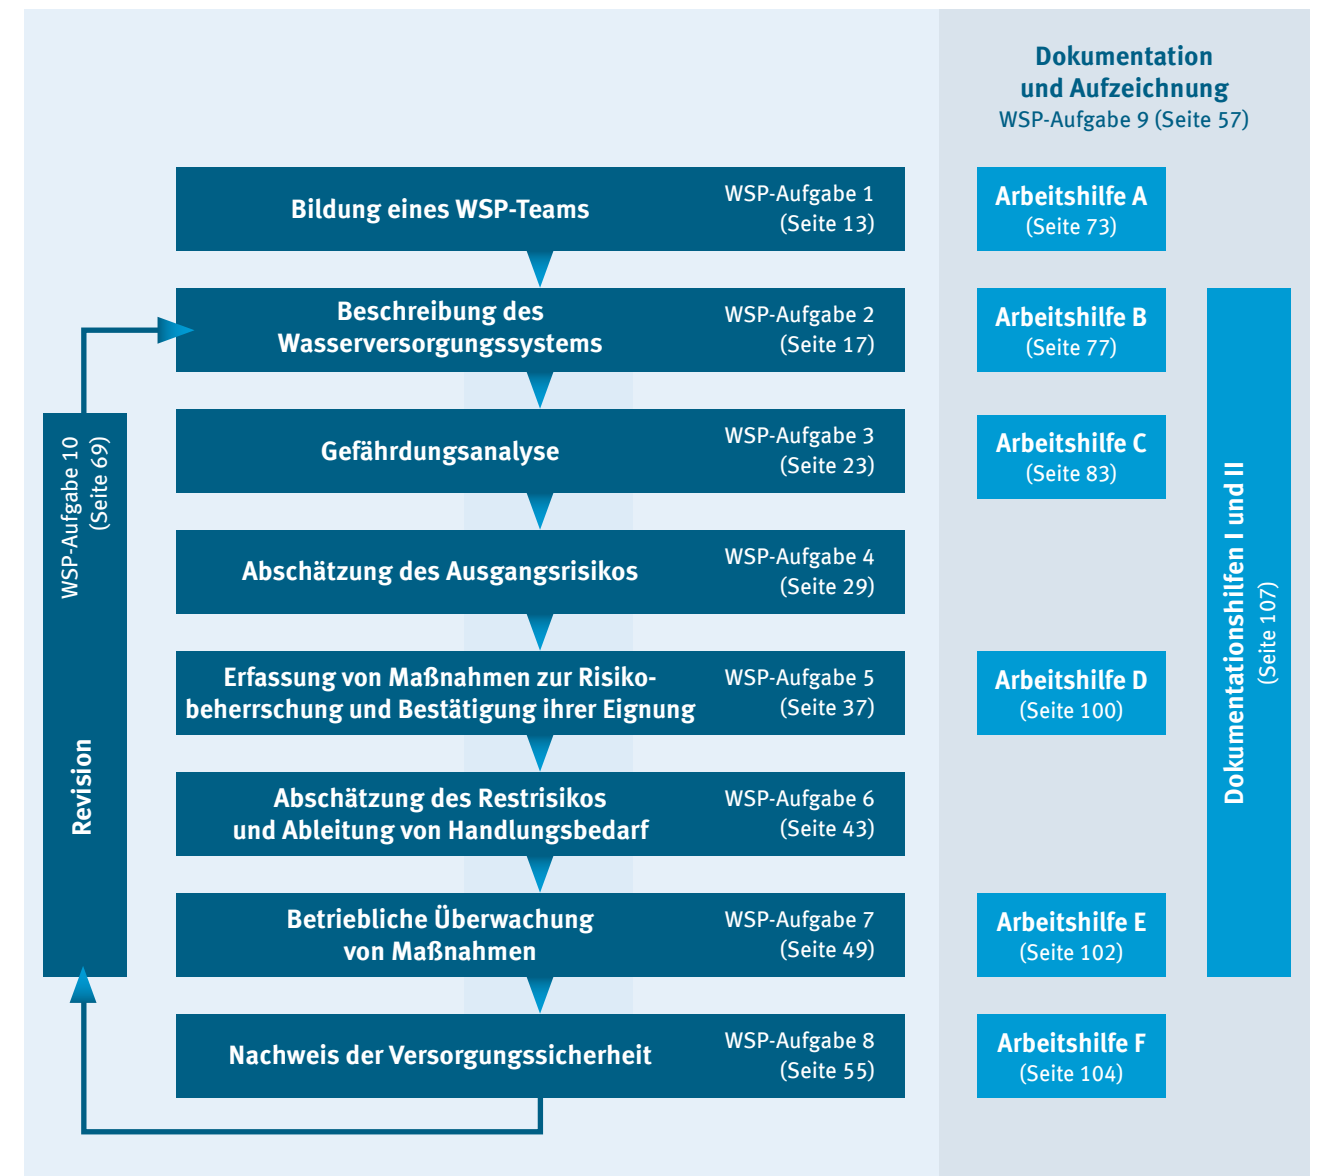 Dokumentation
und Aufzeichnung
WSP-Aufgabe 9 (Seite 57)
Bildung eines WSP-Teams
WSP-Aufgabe 1
(Seite 13)
Arbeitshilfe A
(Seite 73)
Beschreibung des
Wasserversorgungssystems
WSP-Aufgabe 2
(Seite 17)
Arbeitshilfe B
(Seite 77)
Gefährdungsanalyse
WSP-Aufgabe 3
(Seite 23)
Arbeitshilfe C
(Seite 83)
Abschätzung des Ausgangsrisikos
WSP-Aufgabe 4
(Seite 29)
Erfassung von Maßnahmen zur Risiko-
beherrschung und Bestätigung ihrer Eignung
WSP-Aufgabe 5
(Seite 37)
Arbeitshilfe D
(Seite 100)
Abschätzung des Restrisikos
und Ableitung von Handlungsbedarf
WSP-Aufgabe 6
(Seite 43)
Betriebliche Überwachung
von Maßnahmen
WSP-Aufgabe 7
(Seite 49)
Arbeitshilfe E
(Seite 102)
Nachweis der Versorgungssicherheit
WSP-Aufgabe 8
(Seite 55)
Arbeitshilfe F
(Seite 104)
Revision
WSP-Aufgabe 10
(Seite 69)
Dokumentationshilfen I und II
(Seite 107)